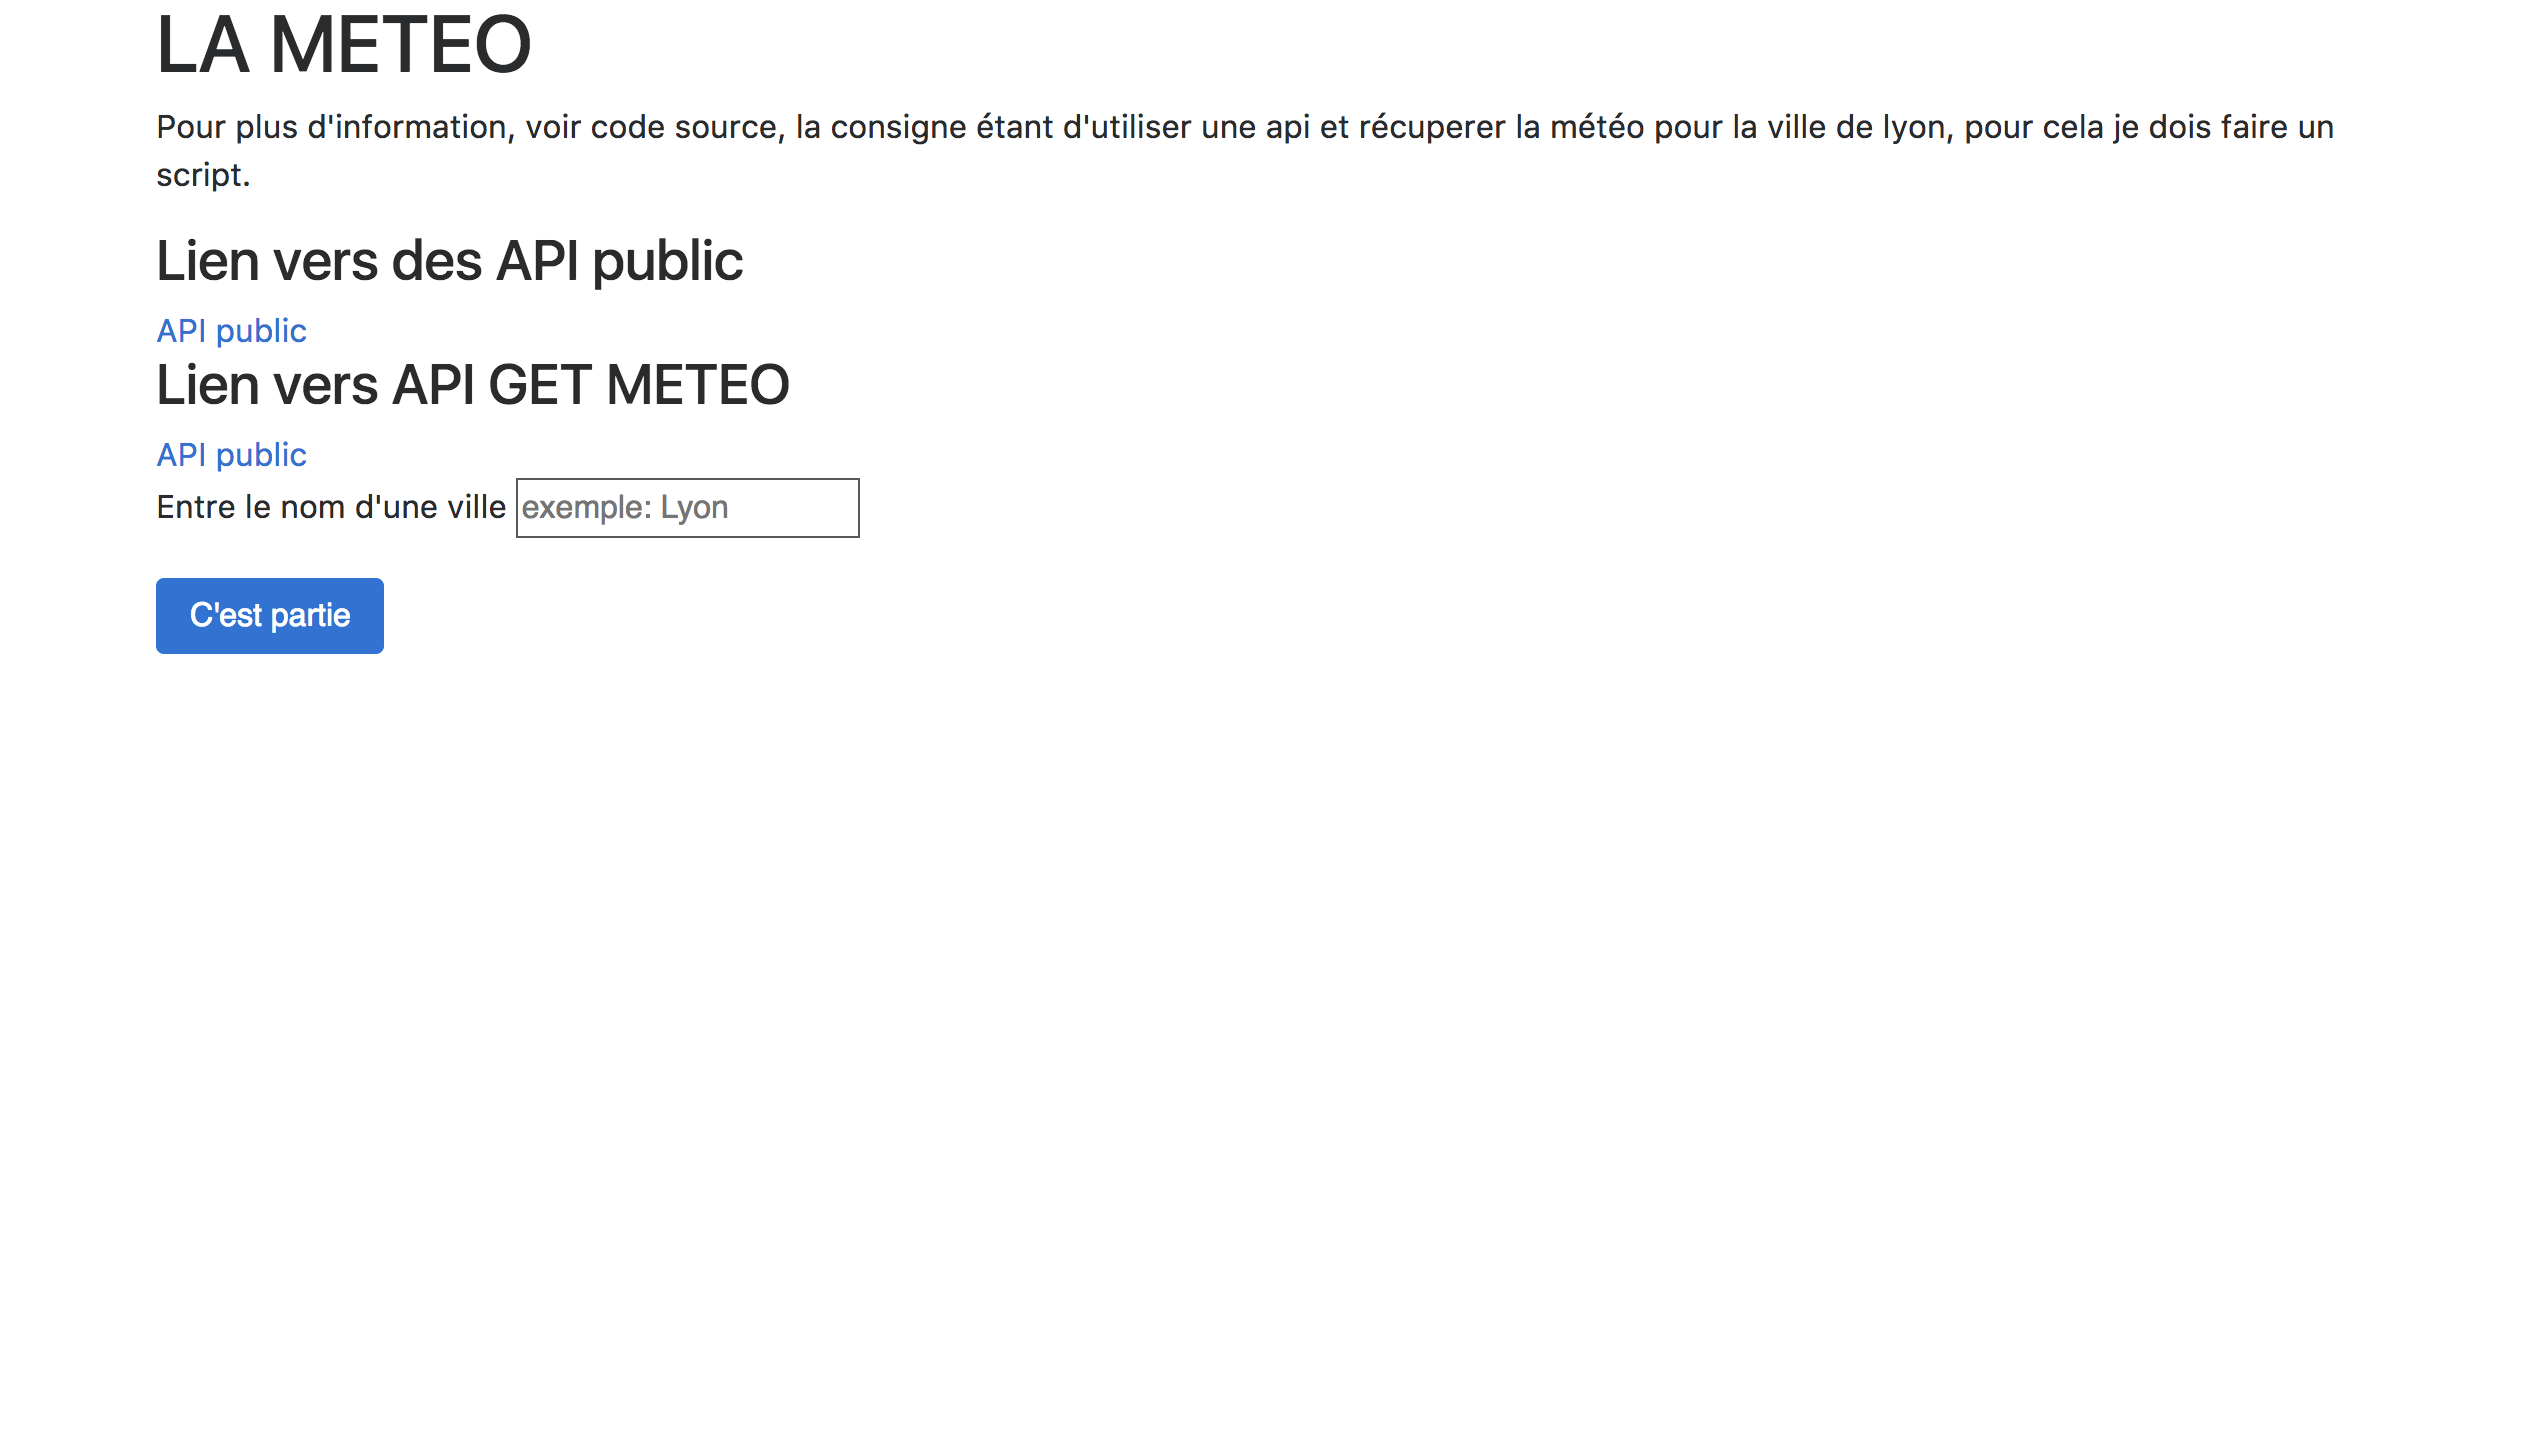 LA METEO
Pour plus d'information, voir code source, la consigne étant d'utiliser une api et récuperer la météo pour la ville de lyon, pour cela je dois faire un
script.
Lien vers des API public
API public
Lien vers API GET METEO
API public
Entre le nom d'une ville exemple: Lyon
C'est partie